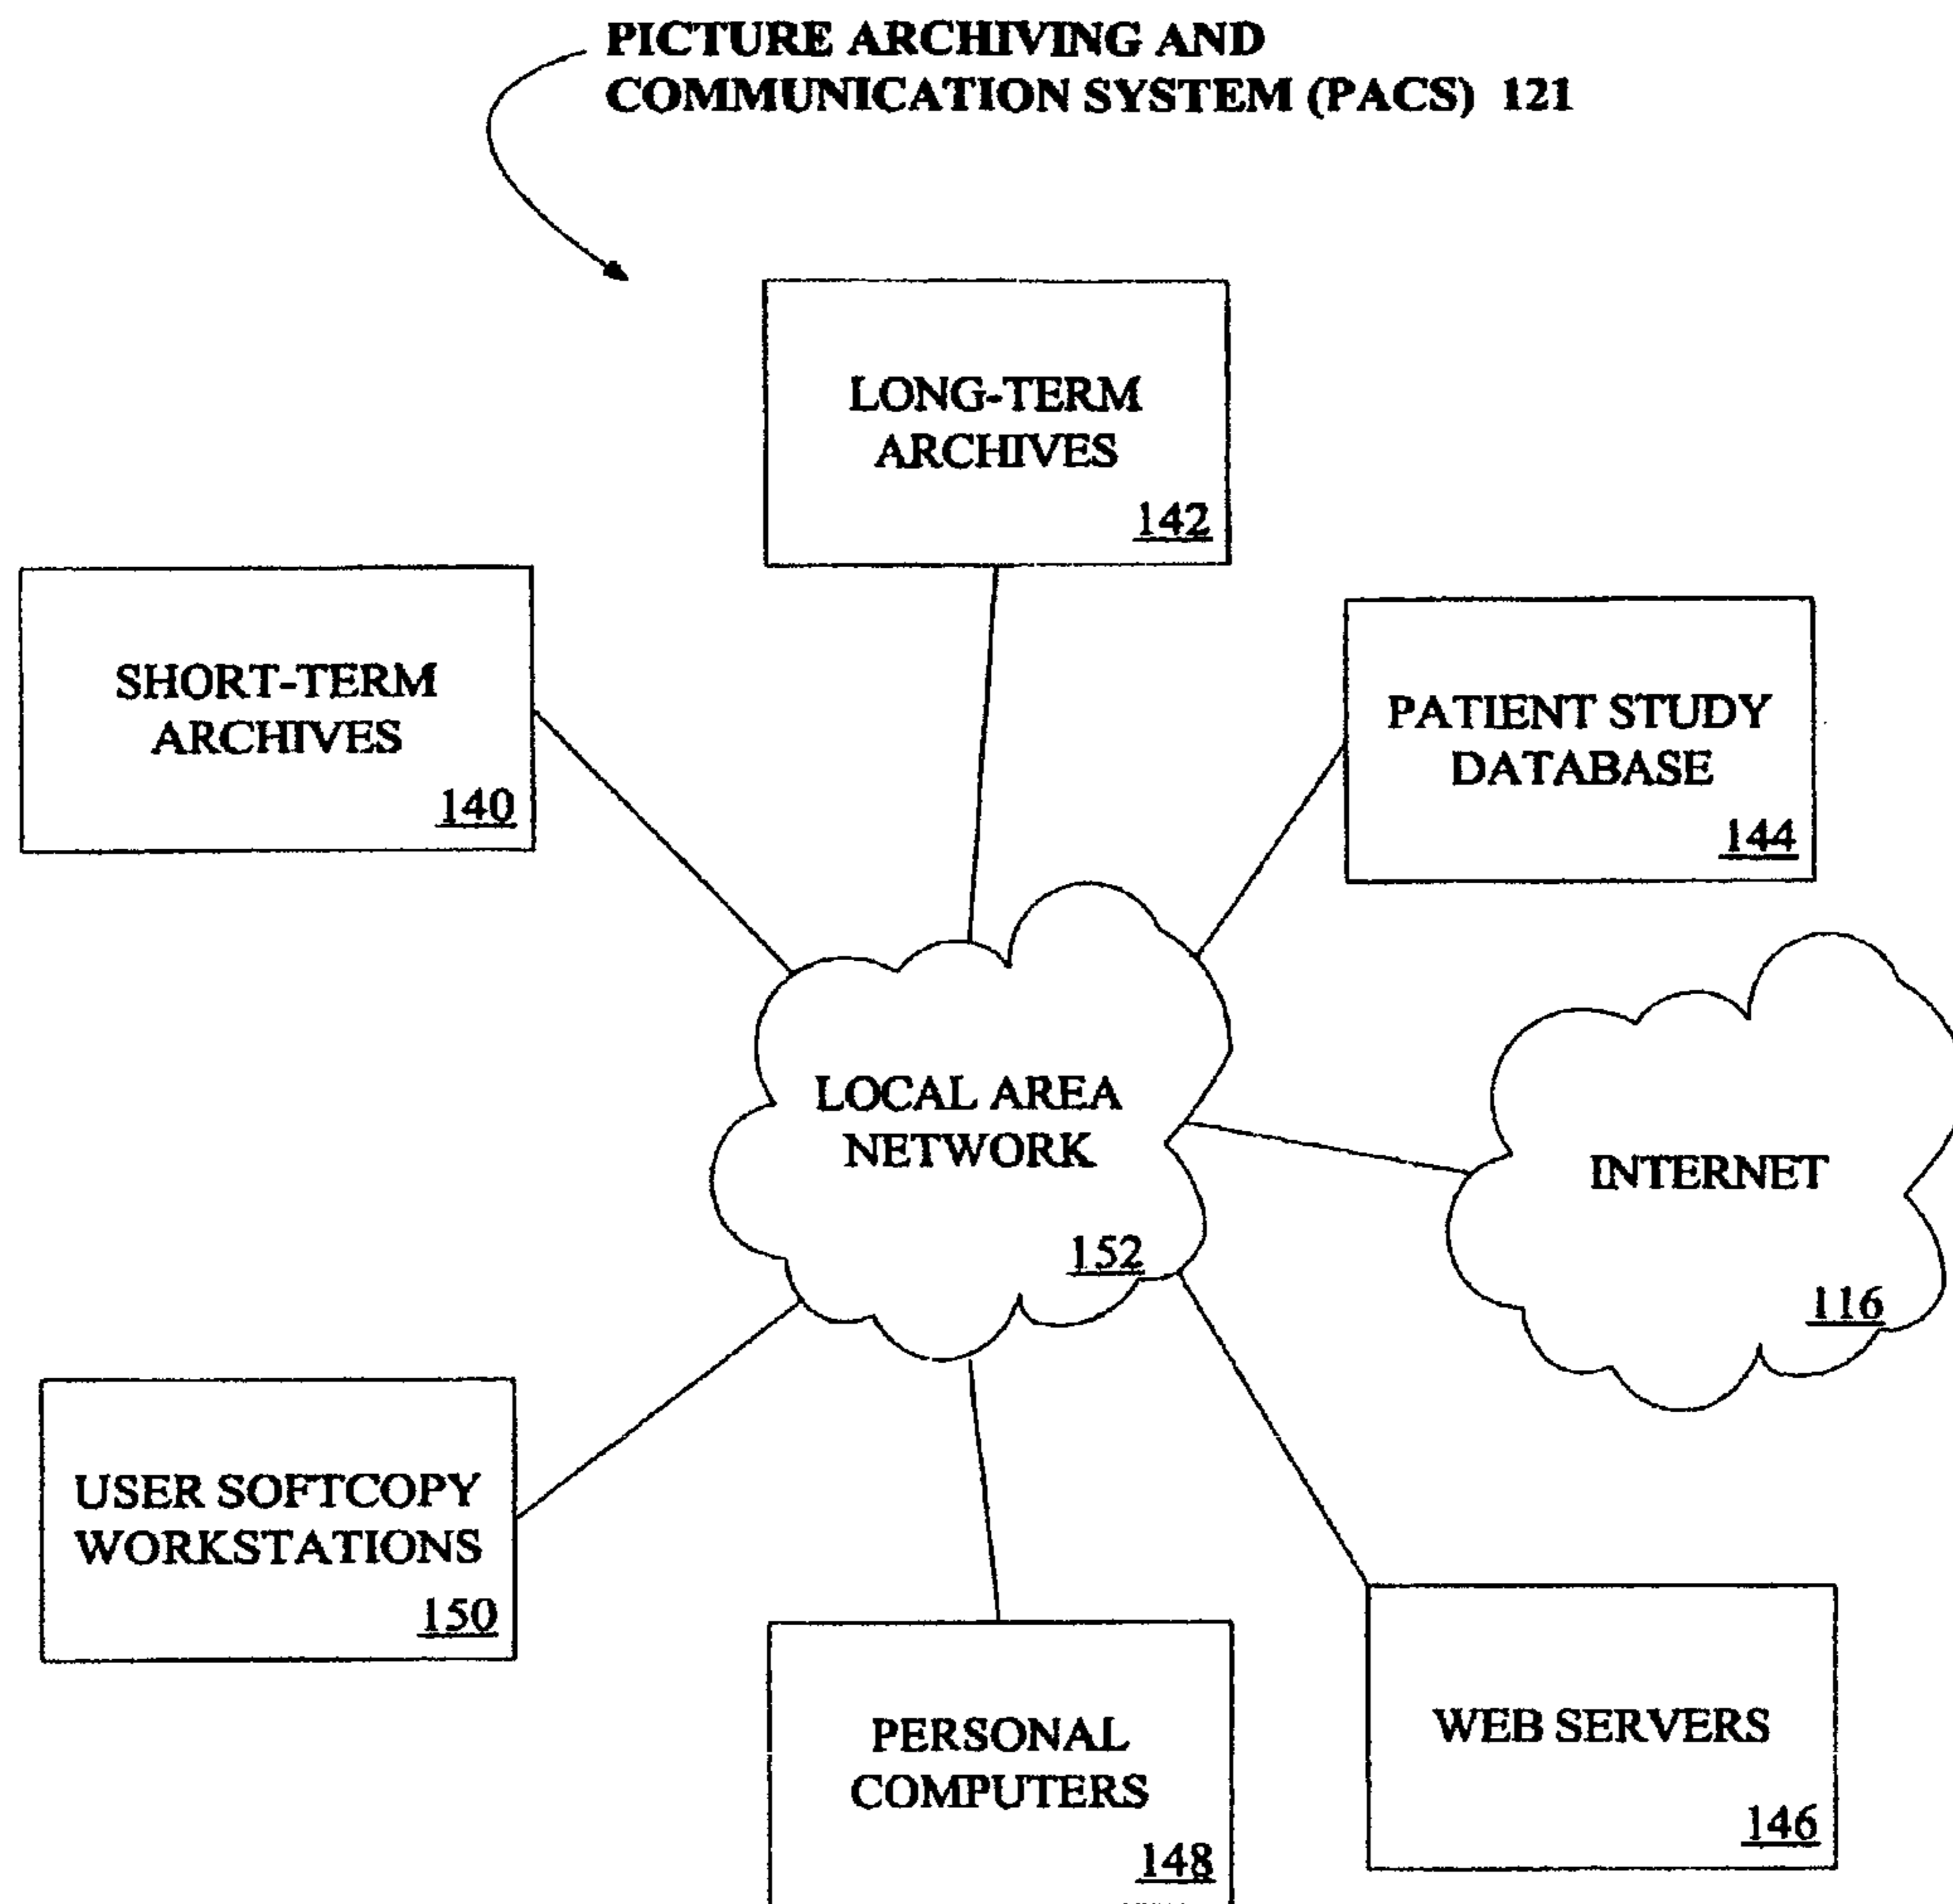 PICTURE ARCHIVING AND
COMMUNICATION SYSTEM (PACS) 121
LONG-TERM
ARCHIVES
142
SHORT-TERM
ARCHIVES
140
PATIENT STUDY
DATABASE
144
LOCAL AREA
NETWORK
152
INTERNET
116
USER SOFTCOPY
WORKSTATIONS
150
PERSONAL
COMPUTERS
148
WEB SERVERS
146